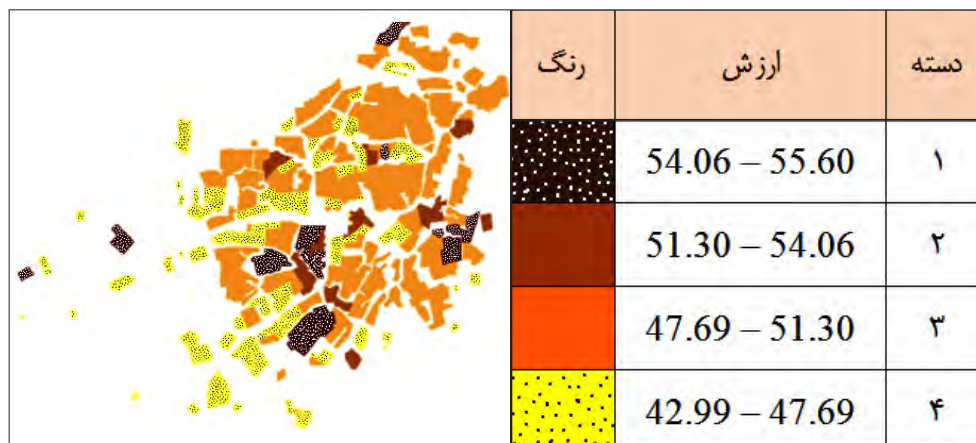 دسته ارزش رنگ
۱ 54.06 – 55.60
۲ 51.30 – 54.06
۳ 47.69 – 51.30
۴ 42.99 – 47.69